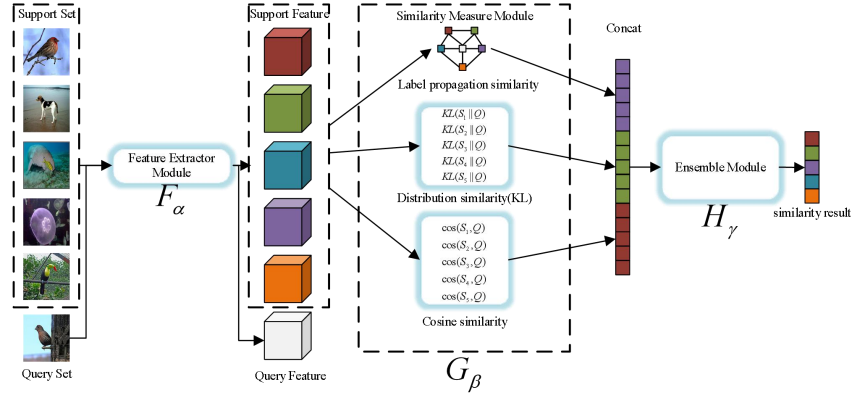 Support Set
Support Feature
Similarity Measure Module
Concat
Label propagation similarity
KL(S₁ || Q)
KL(S₂ || Q)
KL(S₃ || Q)
KL(S₄ || Q)
KL(S₅ || Q)
Feature Extractor
Module
Fα
Ensemble Module
Hγ
similarity result
Distribution similarity(KL)
cos(S₁,Q)
cos(S₂,Q)
cos(S₃,Q)
cos(S₄,Q)
cos(S₅,Q)
Cosine similarity
Query Set
Query Feature
Gβ